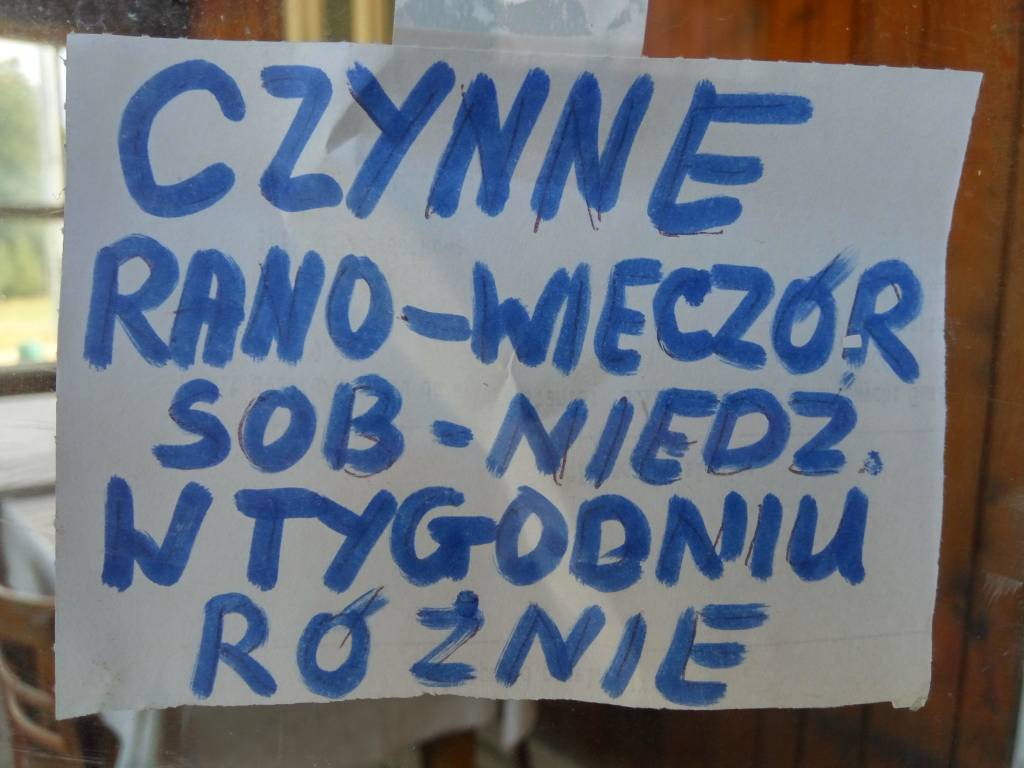 CZYNNE
RANO-WIECZÓR
SOB-NIEDZ.
W TYGODNIU
RÓŻNIE